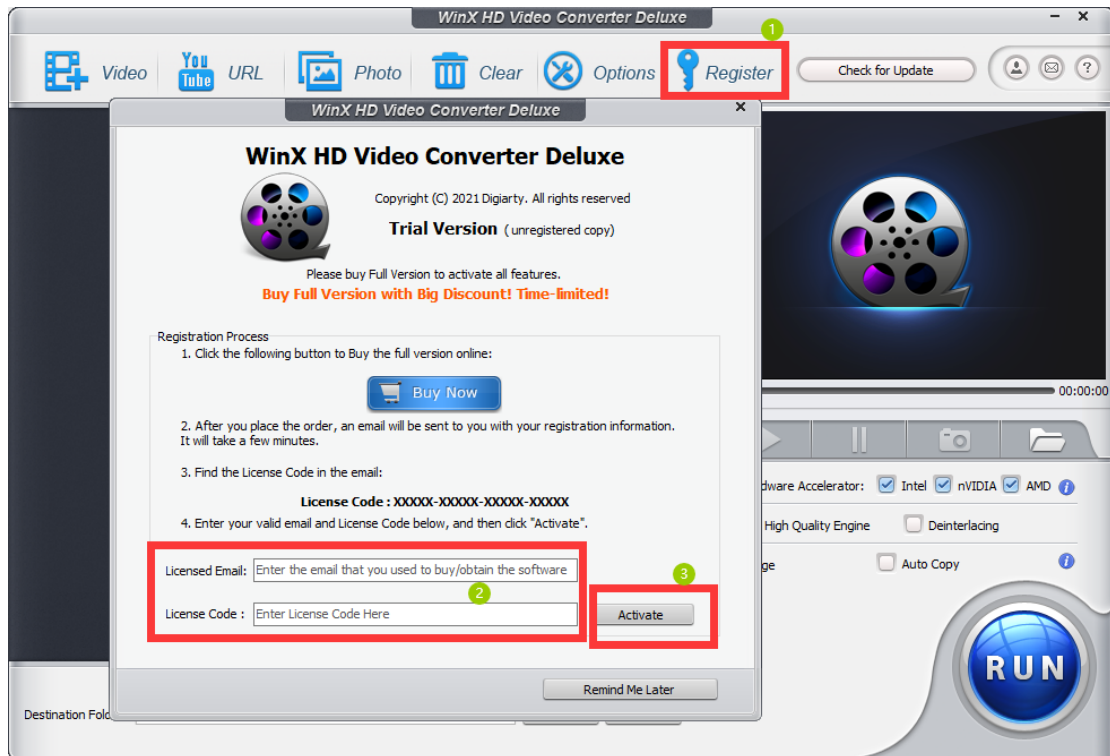 WinX HD Video Converter Deluxe
1
Video
You
Tube
URL
Photo
Clear
Options
Register
Check for Update
?
WinX HD Video Converter Deluxe
WinX HD Video Converter Deluxe
Copyright (C) 2021 Digiarty. All rights reserved
Trial Version (unregistered copy)
Please buy Full Version to activate all features.
Buy Full Version with Big Discount! Time-limited!
Registration Process
1. Click the following button to Buy the full version online:
Buy Now
00:00:00
2. After you place the order, an email will be sent to you with your registration information.
It will take a few minutes.
3. Find the License Code in the email:
License Code : XXXXX-XXXXX-XXXXX-XXXXX
4. Enter your valid email and License Code below, and then click "Activate".
Accelerator:
Intel
nVIDIA
AMD
i
High Quality Engine
Deinterlacing
Auto Copy
i
Licensed Email:
Enter the email that you used to buy/obtain the software
2
3
License Code :
Enter License Code Here
Activate
RUN
Remind Me Later
Destination